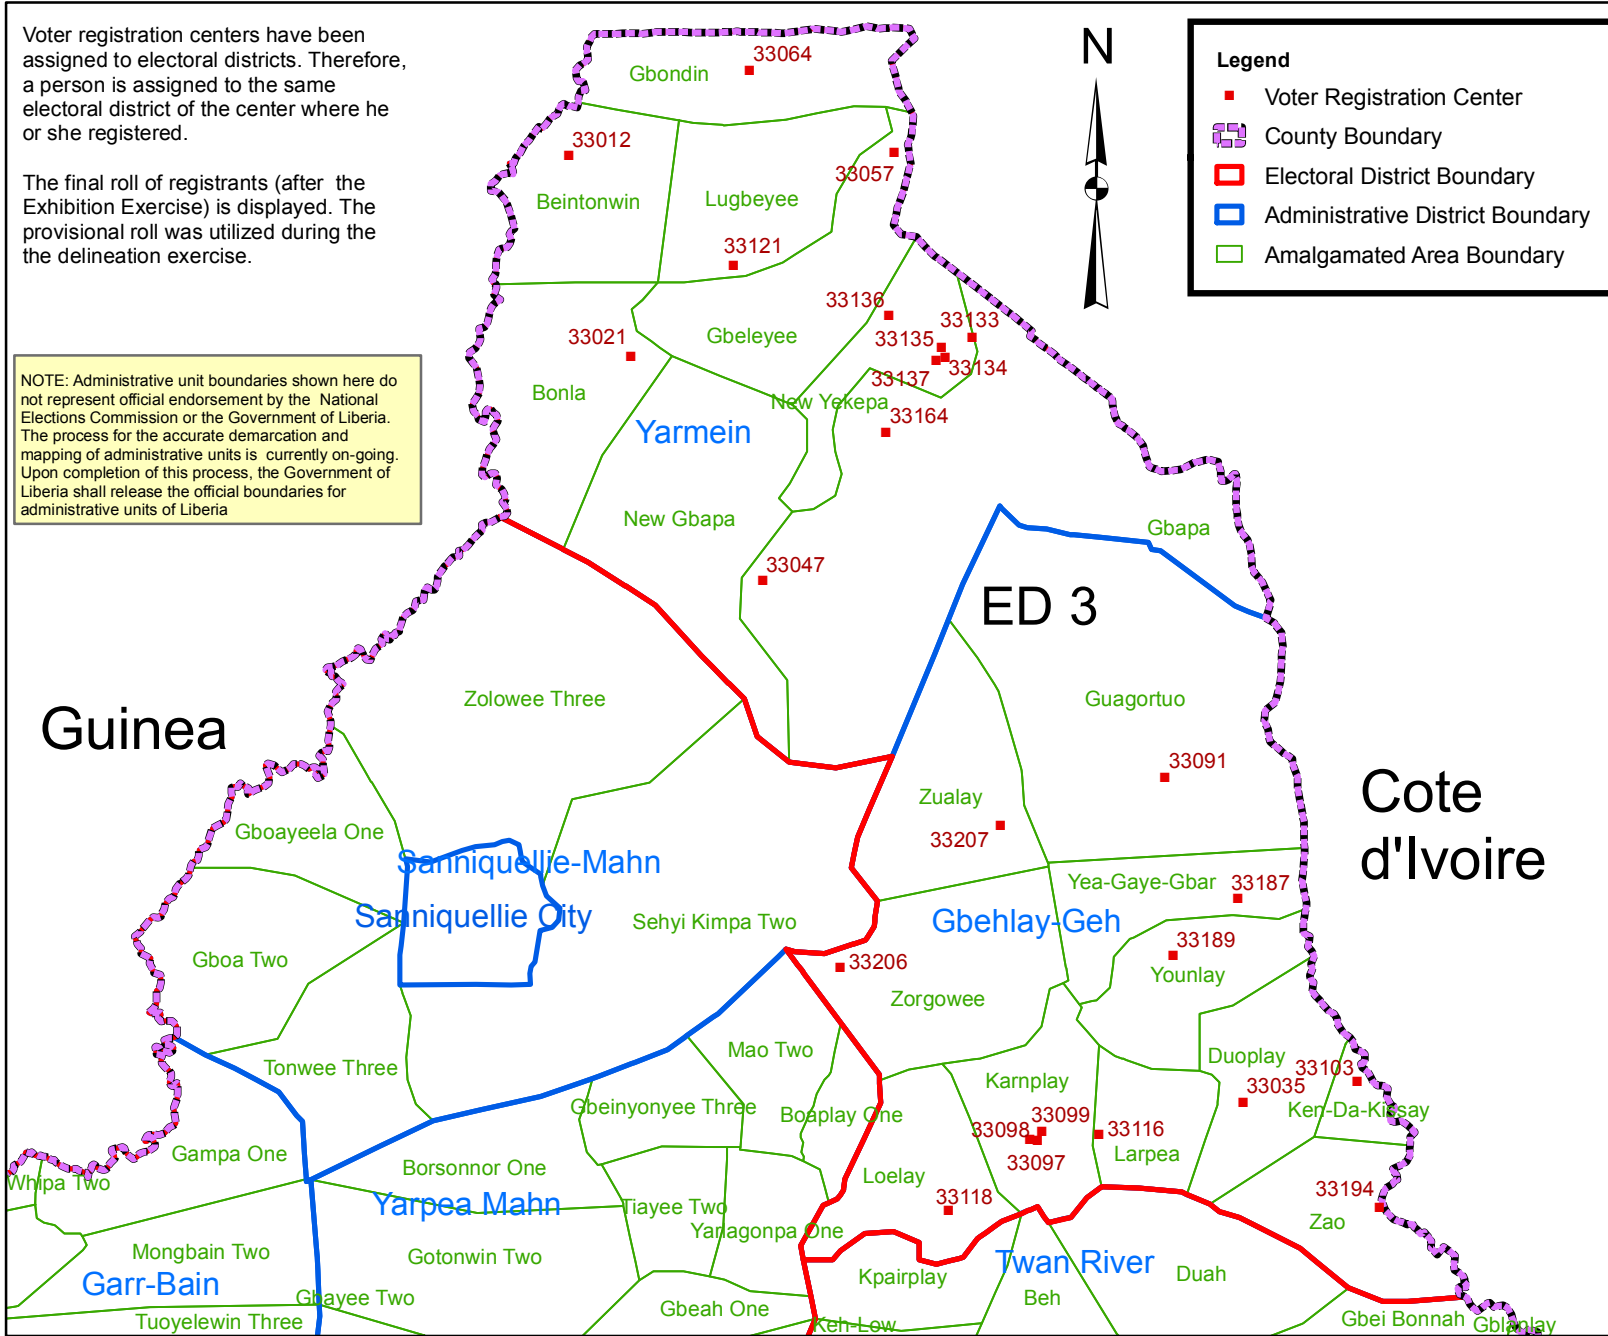 Voter registration centers have been
assigned to electoral districts. Therefore,
a person is assigned to the same
electoral district of the center where he
or she registered.
The final roll of registrants (after the
Exhibition Exercise) is displayed. The
provisional roll was utilized during the
the delineation exercise.
NOTE: Administrative unit boundaries shown here do
not represent official endorsement by the National
Elections Commission or the Government of Liberia.
The process for the accurate demarcation and
mapping of administrative units is currently on-going.
Upon completion of this process, the Government of
Liberia shall release the official boundaries for
administrative units of Liberia
N
Legend
Voter Registration Center
County Boundary
Electoral District Boundary
Administrative District Boundary
Amalgamated Area Boundary
33064
Gbondin
33012
33057
Beintonwin
Lugbeyee
33121
33136
33133
33021
Gbeleyee
33135
33134
33137
Bonla
New Yekepa
33164
Yarmein
New Gbapa
Gbapa
33047
ED 3
Zolowee Three
Guagortuo
Guinea
33091
Cote
d'Ivoire
Zualay
33207
Gboayeela One
Sanniquellie-Mahn
Yea-Gaye-Gbar
33187
Sanniquellie City
Sehyi Kimpa Two
Gbehlay-Geh
33189
Gboa Two
33206
Younlay
Zorgowee
Mao Two
Duoplay
Tonwee Three
33103
Karnplay
33035
Gbeinyonyee Three
Boaplay One
Ken-Da-Kissay
33099
33098
33116
Gampa One
Larpea
33097
Borsonnor One
Loelay
Whipa Two
33194
Yarpea Mahn
33118
Tiayee Two
Zao
Yanagonpa One
Mongbain Two
Gotonwin Two
Twan River
Garr-Bain
Kpairplay
Duah
Gbayee Two
Beh
Gbeah One
Tuoyelewin Three
Keh-Low
Gbei Bonnah
Gblaplay